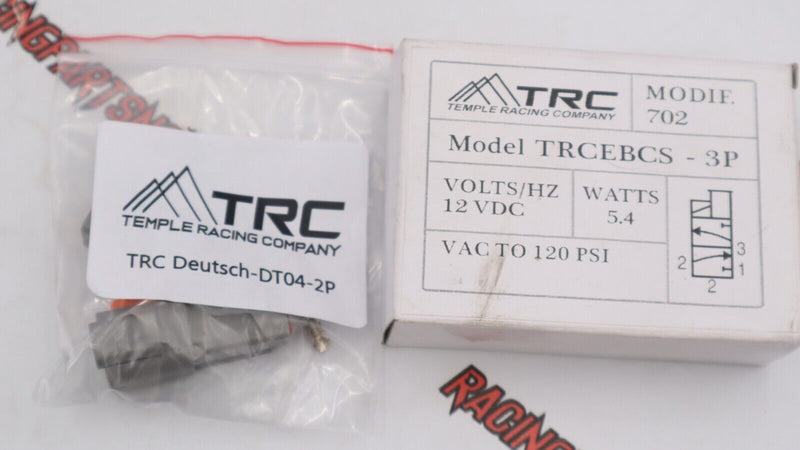 TRC
TEMPLE RACING COMPANY
TRC Deutsch-DT04-2P
TRC
TEMPLE RACING COMPANY
MODIF.
702
Model TRCEBCS - 3P
VOLTS/HZ
12 VDC
WATTS
5.4
VAC TO 120 PSI
3
2 1
2
RACING